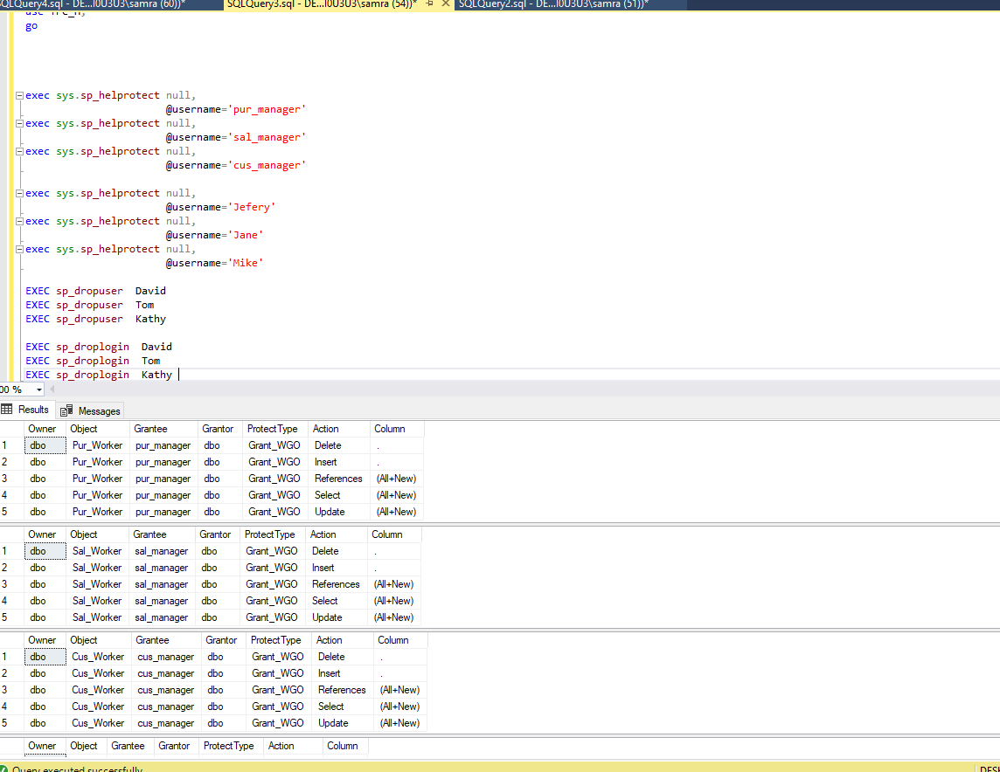 SQLQuery4.sql - DE...I0U3U3\samra (60))* SQLQuery3.sql - DE...I0U3U3\samra (54))* SQLQuery2.sql - DE...I0U3U3\samra (51))*
go
exec sys.sp_helprotect null,
@username='pur_manager'
exec sys.sp_helprotect null,
@username='sal_manager'
exec sys.sp_helprotect null,
@username='cus_manager'
exec sys.sp_helprotect null,
@username='Jefery'
exec sys.sp_helprotect null,
@username='Jane'
exec sys.sp_helprotect null,
@username='Mike'
EXEC sp_dropuser David
EXEC sp_dropuser Tom
EXEC sp_dropuser Kathy
EXEC sp_droplogin David
EXEC sp_droplogin Tom
EXEC sp_droplogin Kathy
00 %
Results Messages
Owner Object Grantee Grantor ProtectType Action Column
1 dbo Pur_Worker pur_manager dbo Grant_WGO Delete .
2 dbo Pur_Worker pur_manager dbo Grant_WGO Insert .
3 dbo Pur_Worker pur_manager dbo Grant_WGO References (All+New)
4 dbo Pur_Worker pur_manager dbo Grant_WGO Select (All+New)
5 dbo Pur_Worker pur_manager dbo Grant_WGO Update (All+New)
Owner Object Grantee Grantor ProtectType Action Column
1 dbo Sal_Worker sal_manager dbo Grant_WGO Delete .
2 dbo Sal_Worker sal_manager dbo Grant_WGO Insert .
3 dbo Sal_Worker sal_manager dbo Grant_WGO References (All+New)
4 dbo Sal_Worker sal_manager dbo Grant_WGO Select (All+New)
5 dbo Sal_Worker sal_manager dbo Grant_WGO Update (All+New)
Owner Object Grantee Grantor ProtectType Action Column
1 dbo Cus_Worker cus_manager dbo Grant_WGO Delete .
2 dbo Cus_Worker cus_manager dbo Grant_WGO Insert .
3 dbo Cus_Worker cus_manager dbo Grant_WGO References (All+New)
4 dbo Cus_Worker cus_manager dbo Grant_WGO Select (All+New)
5 dbo Cus_Worker cus_manager dbo Grant_WGO Update (All+New)
Owner Object Grantee Grantor ProtectType Action Column
Query executed successfully